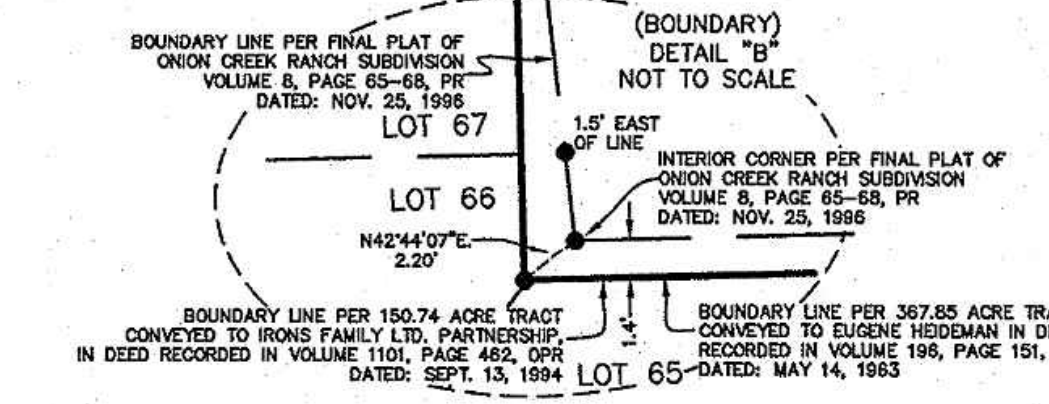 (BOUNDARY)
DETAIL "B"
NOT TO SCALE
BOUNDARY LINE PER FINAL PLAT OF
ONION CREEK RANCH SUBDIVISION
VOLUME 8, PAGE 65-68, PR
DATED: NOV. 25, 1996
LOT 67
1.5' EAST
OF LINE
INTERIOR CORNER PER FINAL PLAT OF
ONION CREEK RANCH SUBDIVISION
VOLUME 8, PAGE 65-68, PR
DATED: NOV. 25, 1996
LOT 66
N42°44'07"E.
2.20'
BOUNDARY LINE PER 150.74 ACRE TRACT
CONVEYED TO IRONS FAMILY LTD. PARTNERSHIP,
IN DEED RECORDED IN VOLUME 1101, PAGE 462, OPR
DATED: SEPT. 13, 1994
1.4'
BOUNDARY LINE PER 367.85 ACRE TRA
CONVEYED TO EUGENE HEIDEMAN IN D
RECORDED IN VOLUME 196, PAGE 151,
DATED: MAY 14, 1963
LOT 65